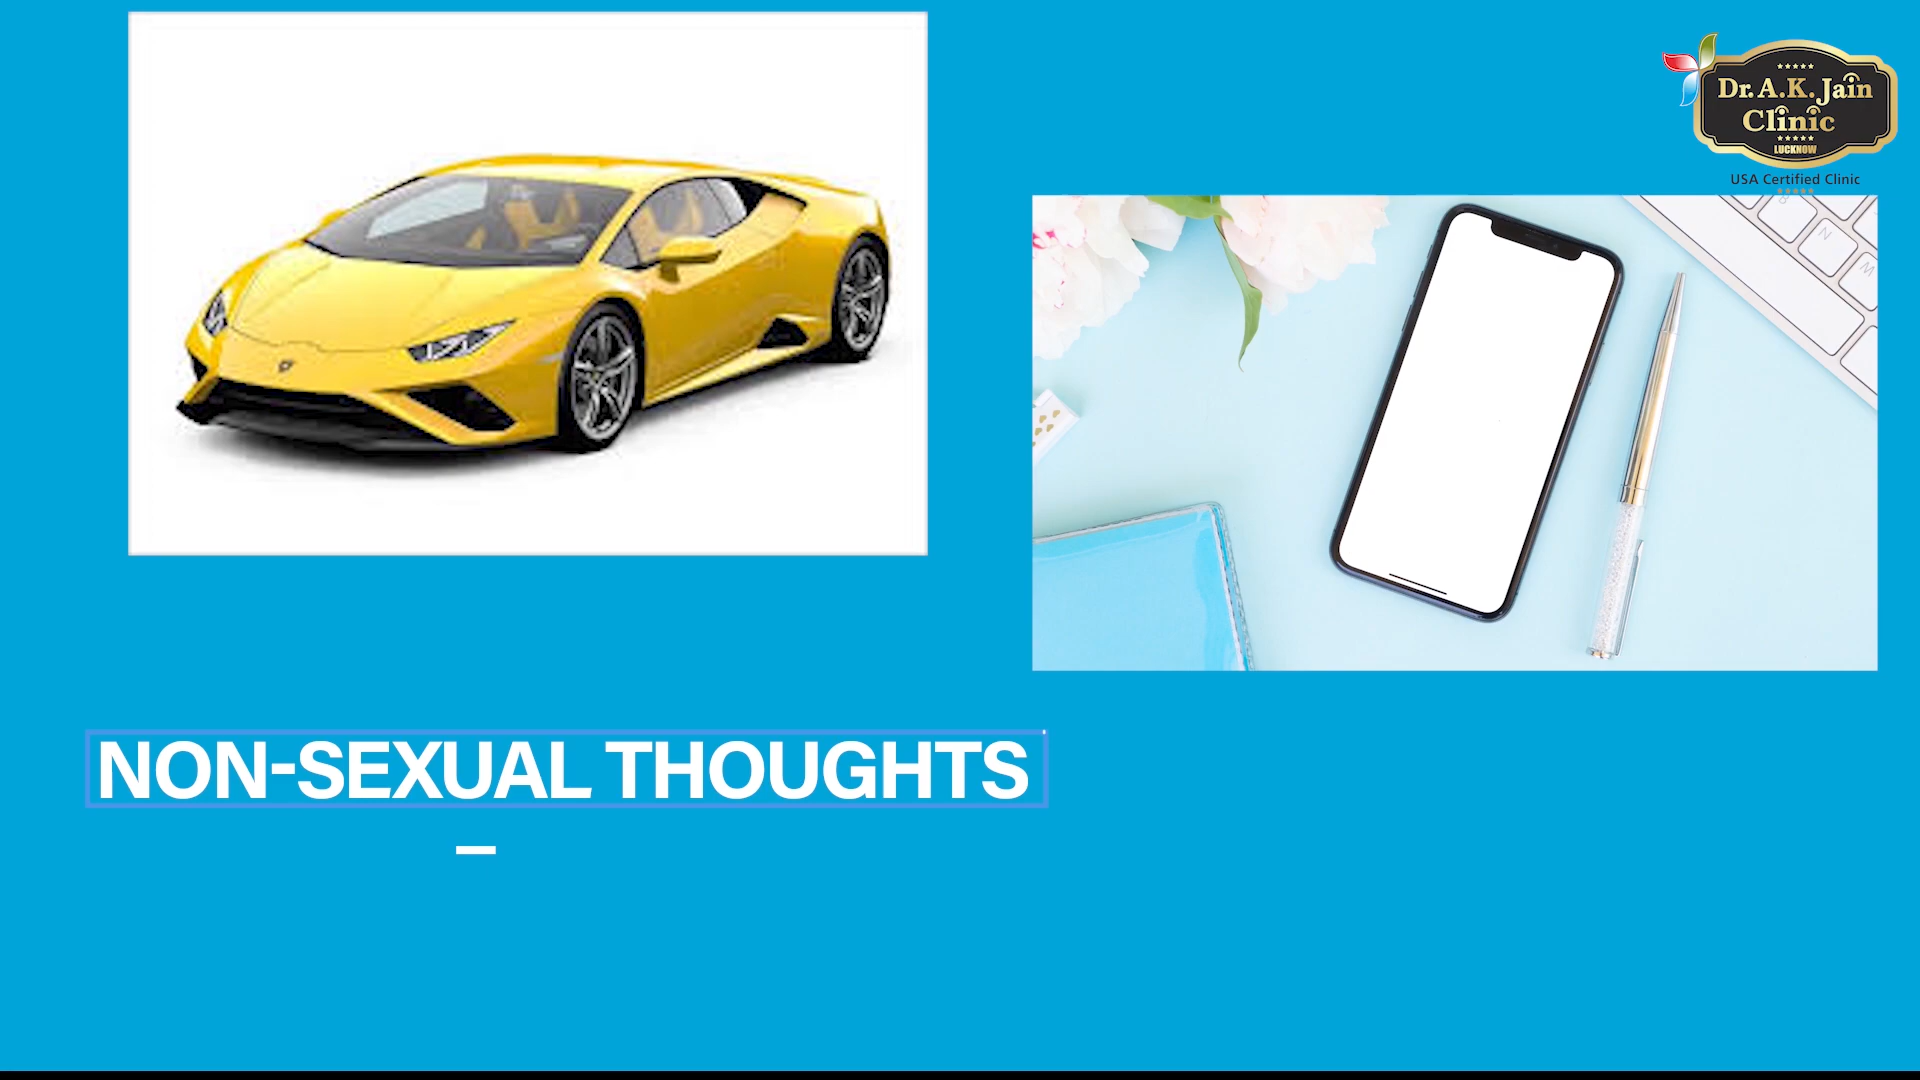 Dr. A.K. Jain
Clinic
LUCKNOW
USA Certified Clinic
N
M
NON-SEXUAL THOUGHTS